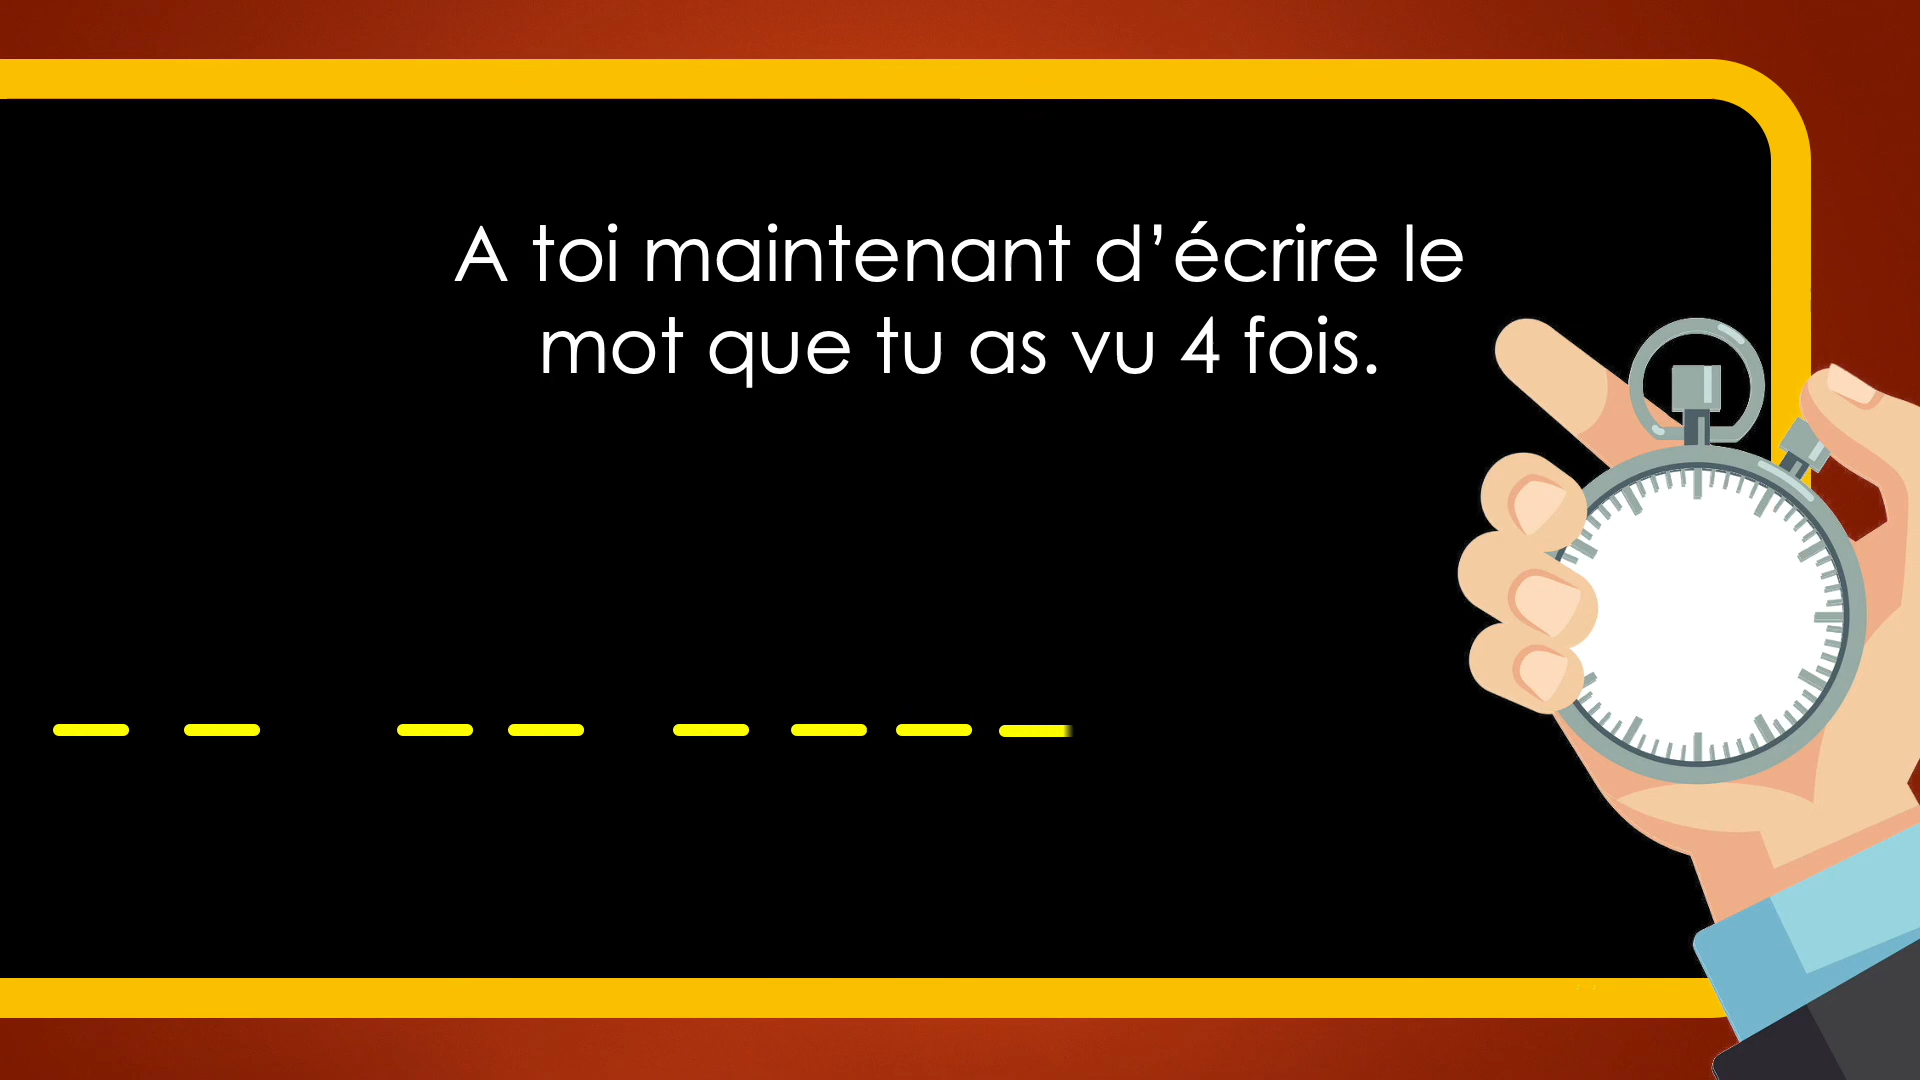 A toi maintenant d’écrire le
mot que tu as vu 4 fois.